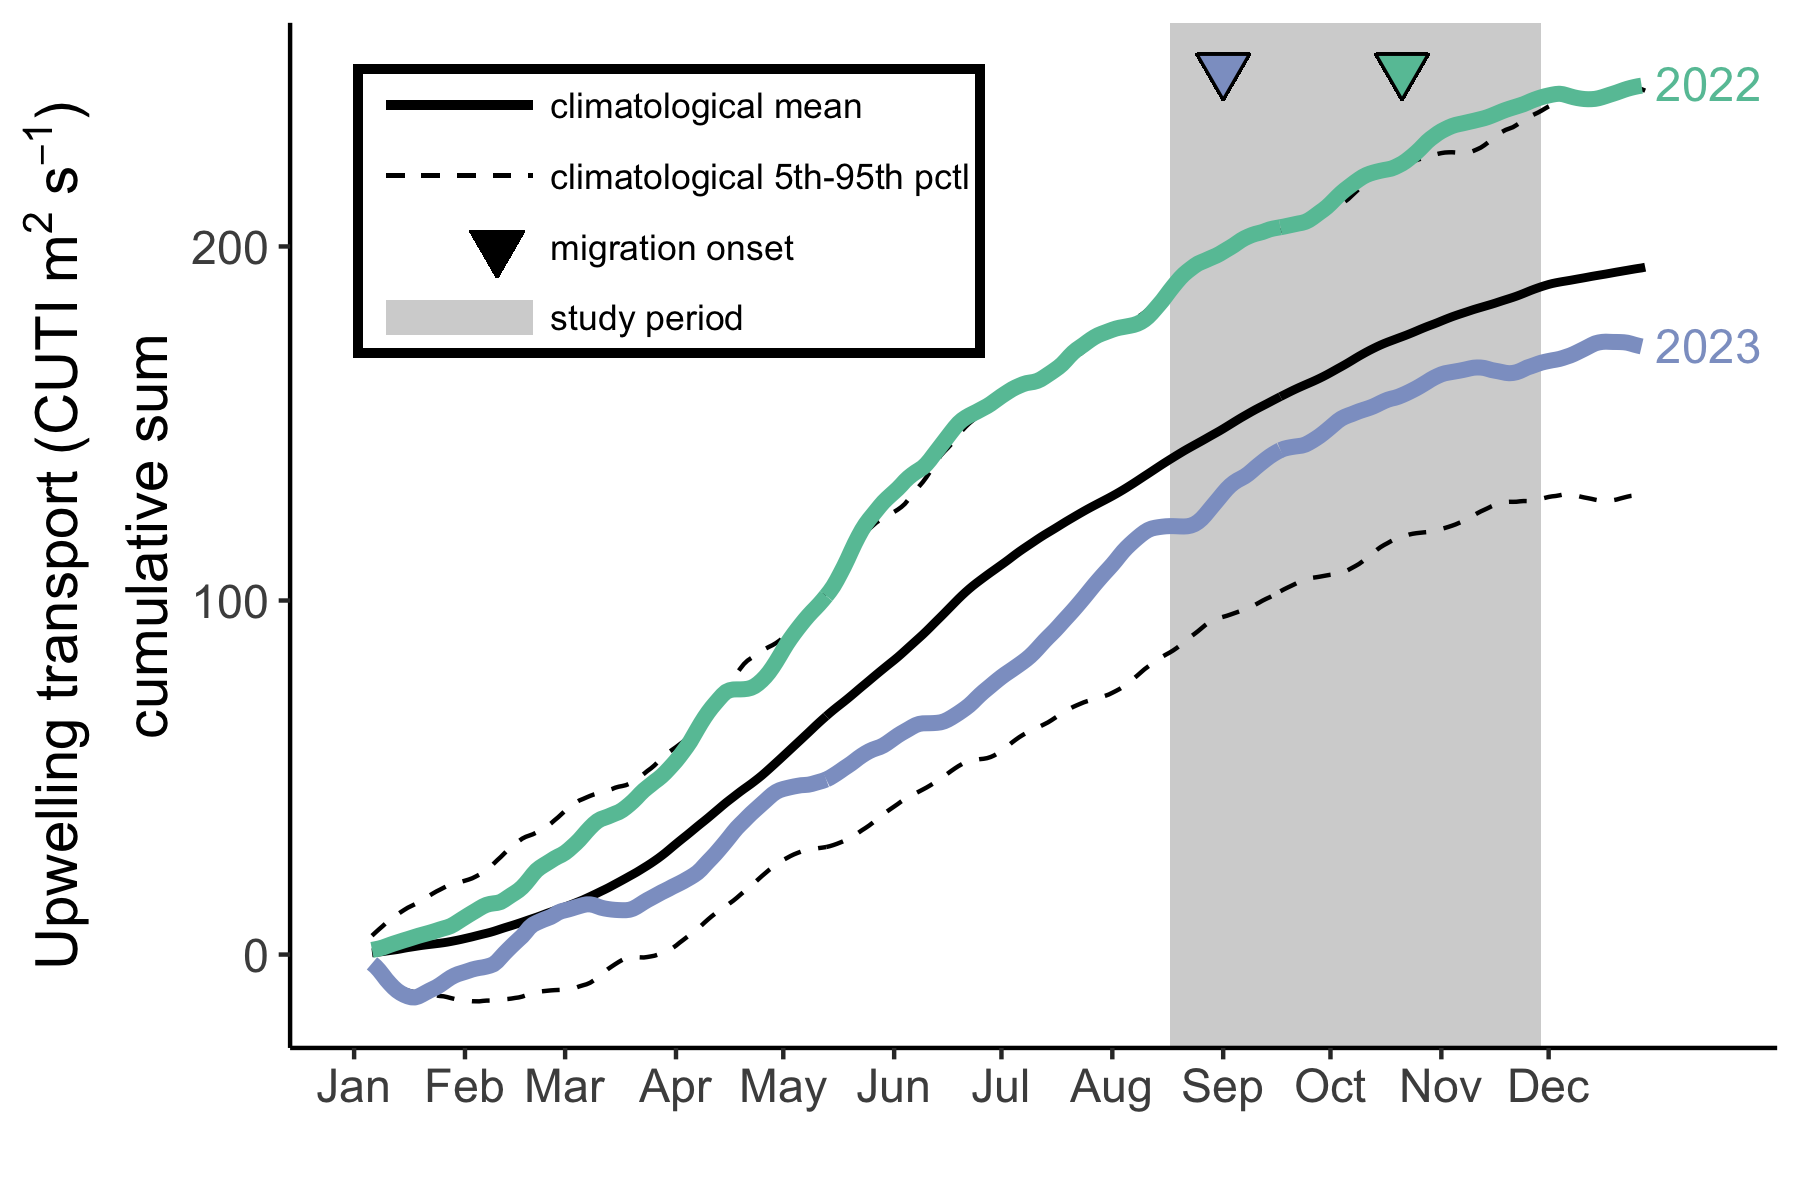 Upwelling transport (CUTI m² s⁻¹)
cumulative sum
climatological mean
climatological 5th-95th pctl
migration onset
study period
2022
2023
200
100
0
Jan Feb Mar Apr May Jun Jul Aug Sep Oct Nov Dec